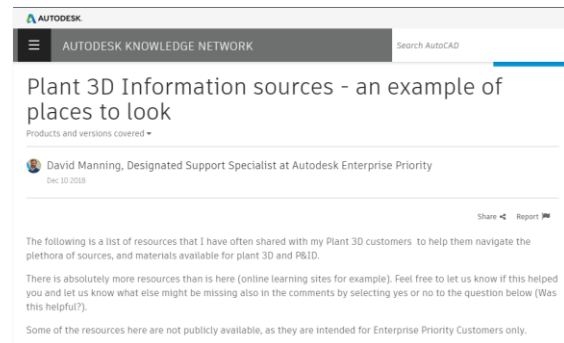 AUTODESK.
AUTODESK KNOWLEDGE NETWORK
Search AutoCAD
Plant 3D Information sources - an example of
places to look
Products and versions covered
David Manning, Designated Support Specialist at Autodesk Enterprise Priority
Dec 10 2018
Share Report
The following is a list of resources that I have often shared with my Plant 3D customers to help them navigate the
plethora of sources, and materials available for plant 3D and P&ID.
There is absolutely more resources than is here (online learning sites for example). Feel free to let us know if this helped
you and let us know what else might be missing also in the comments by selecting yes or no to the question below (Was
this helpful?).
Some of the resources here are not publicly available, as they are intended for Enterprise Priority Customers only.